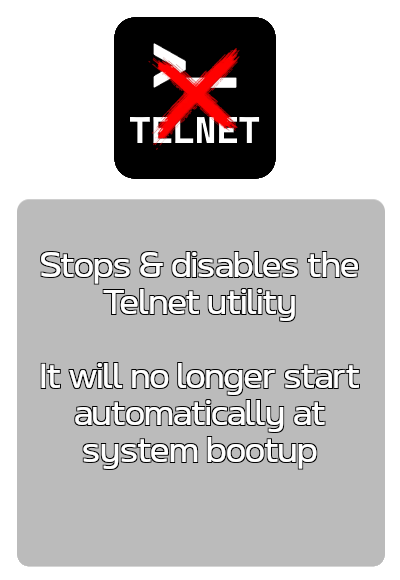 TELNET
Stops & disables the
Telnet utility
It will no longer start
automatically at
system bootup